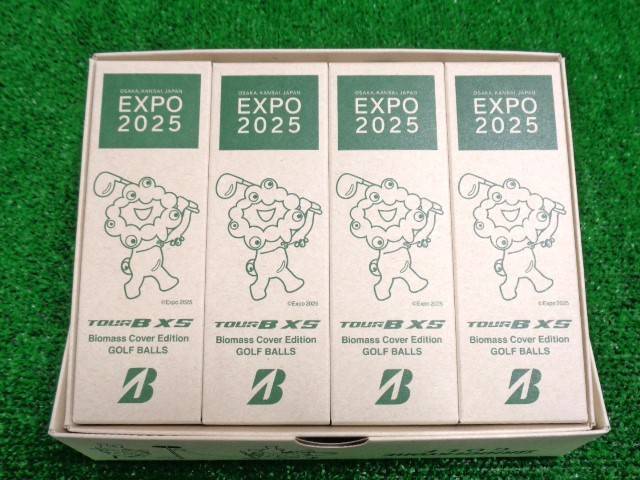 OSAKA, KANSAI, JAPAN
EXPO
2025
©Expo 2025
TOUR B XS
Biomass Cover Edition
GOLF BALLS
B
OSAKA, KANSAI, JAPAN
EXPO
2025
©Expo 2025
TOUR B XS
Biomass Cover Edition
GOLF BALLS
B
OSAKA, KANSAI, JAPAN
EXPO
2025
©Expo 2025
TOUR B XS
Biomass Cover Edition
GOLF BALLS
B
OSAKA, KANSAI, JAPAN
EXPO
2025
©Expo 2025
TOUR B XS
Biomass Cover Edition
GOLF BALLS
B